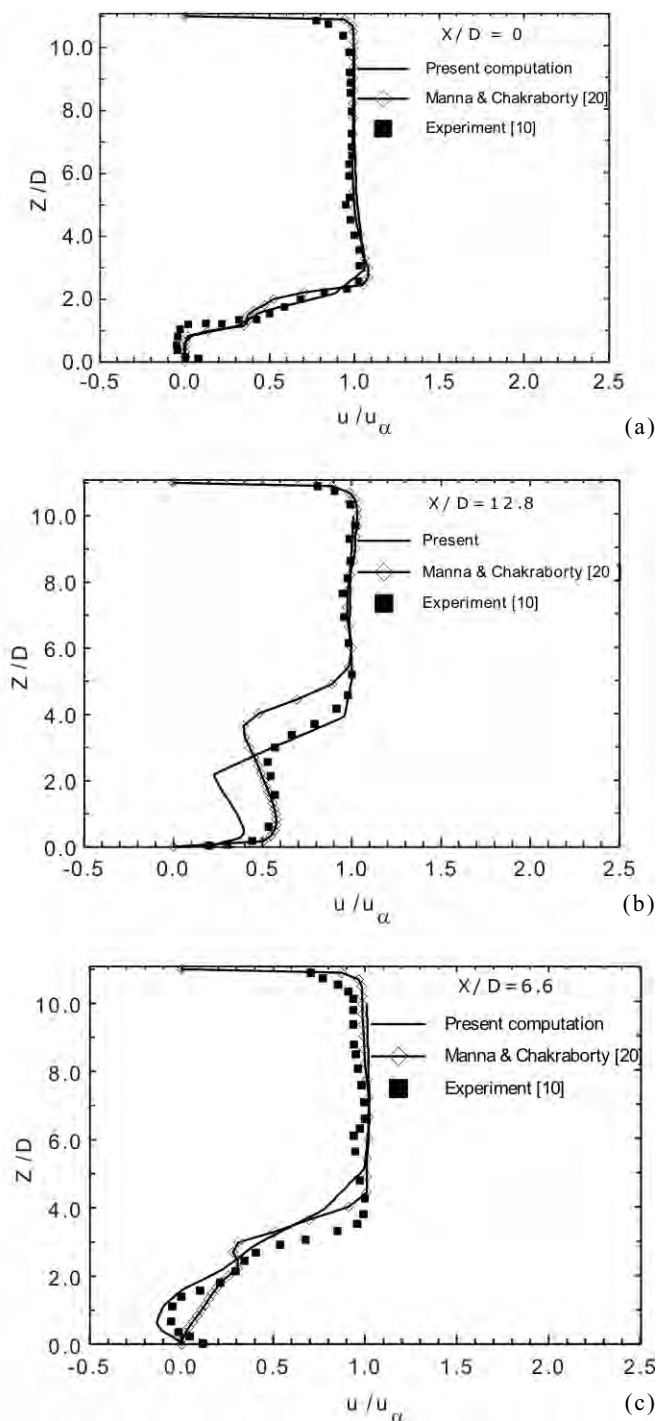 10.0
8.0
6.0
4.0
2.0
0.0
Z/D
X/D = 0
Present computation
Manna & Chakraborty [20]
Experiment [10]
-0.5
0.0
0.5
1.0
1.5
2.0
2.5
u/uα
(a)
10.0
8.0
6.0
4.0
2.0
0.0
Z/D
X/D=12.8
Present
Manna & Chakraborty [20
Experiment [10]
-0.5
0.0
0.5
1.0
1.5
2.0
2.5
u/uα
(b)
10.0
8.0
6.0
4.0
2.0
0.0
Z/D
X/D=6.6
Present computation
Manna & Chakraborty [20]
Experiment [10]
-0.5
0.0
0.5
1.0
1.5
2.0
2.5
u/uα
(c)